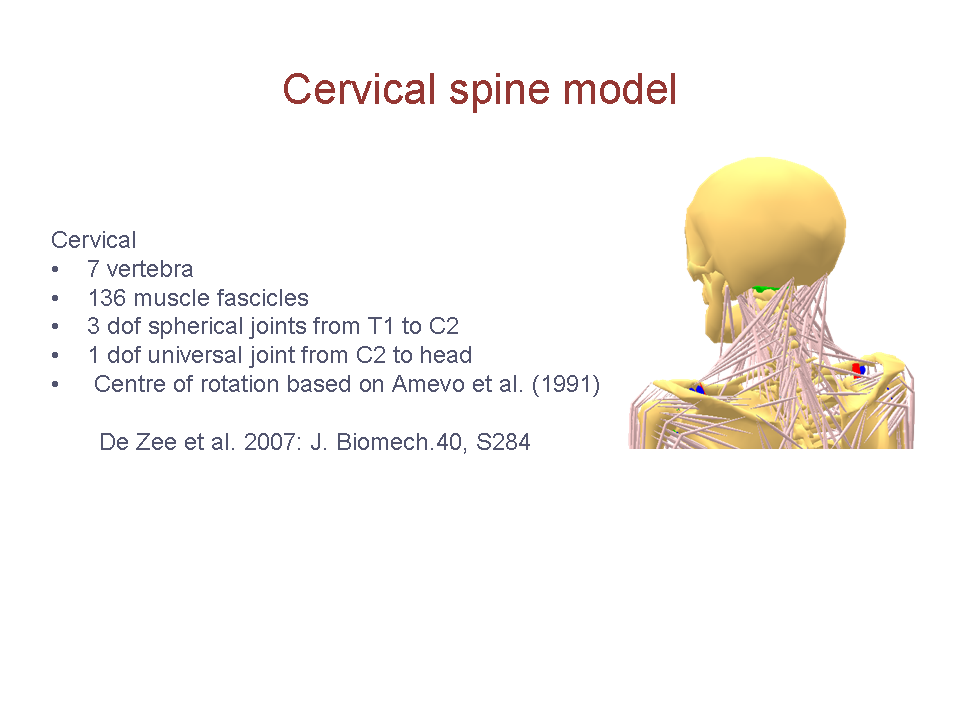 Cervical spine model
Cervical
• 7 vertebra
• 136 muscle fascicles
• 3 dof spherical joints from T1 to C2
• 1 dof universal joint from C2 to head
• Centre of rotation based on Amevo et al. (1991)
De Zee et al. 2007: J. Biomech.40, S284